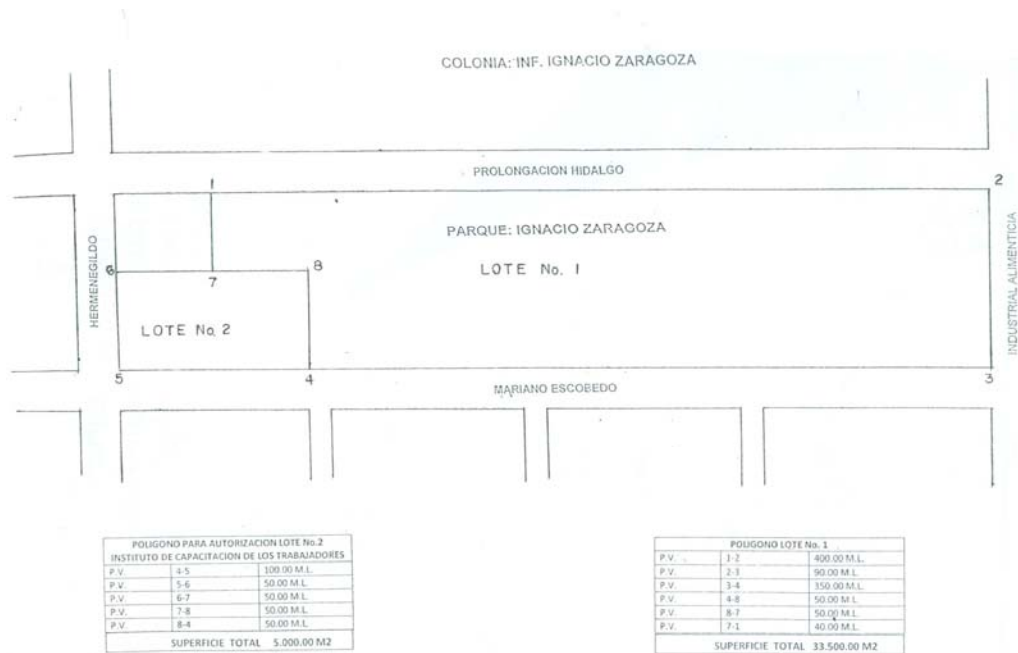 COLONIA: INF. IGNACIO ZARAGOZA
PROLONGACION HIDALGO
1
2
PARQUE: IGNACIO ZARAGOZA
LOTE No. 1
HERMENEGILDO
INDUSTRIAL ALIMENTICIA
6
7
8
LOTE No. 2
5
4
3
MARIANO ESCOBEDO
POLIGONO PARA AUTORIZACION LOTE No.2
INSTITUTO DE CAPACITACION DE LOS TRABAJADORES
P.V. 4-5 100.00 M.L.
P.V. 5-6 50.00 M.L.
P.V. 6-7 50.00 M.L.
P.V. 7-8 50.00 M.L.
P.V. 8-4 50.00 M.L.
SUPERFICIE TOTAL 5.000.00 M2
POLIGONO LOTE No. 1
P.V. 1-2 400.00 M.L.
P.V. 2-3 90.00 M.L.
P.V. 3-4 350.00 M.L.
P.V. 4-8 50.00 M.L.
P.V. 8-7 50.00 M.L.
P.V. 7-1 40.00 M.L.
SUPERFICIE TOTAL 33.500.00 M2